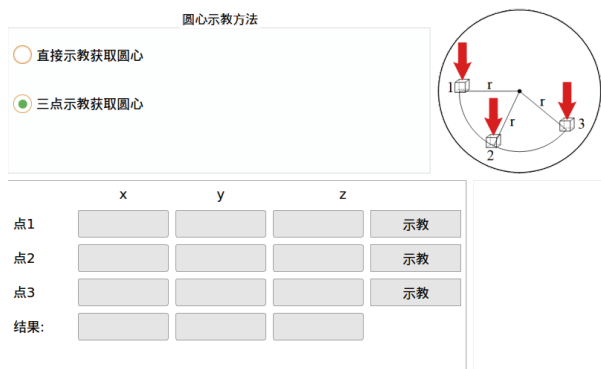 圆心示教方法
直接示教获取圆心
三点示教获取圆心
1 r
r
r
3
2
x y z
点1 示教
点2 示教
点3 示教
结果: